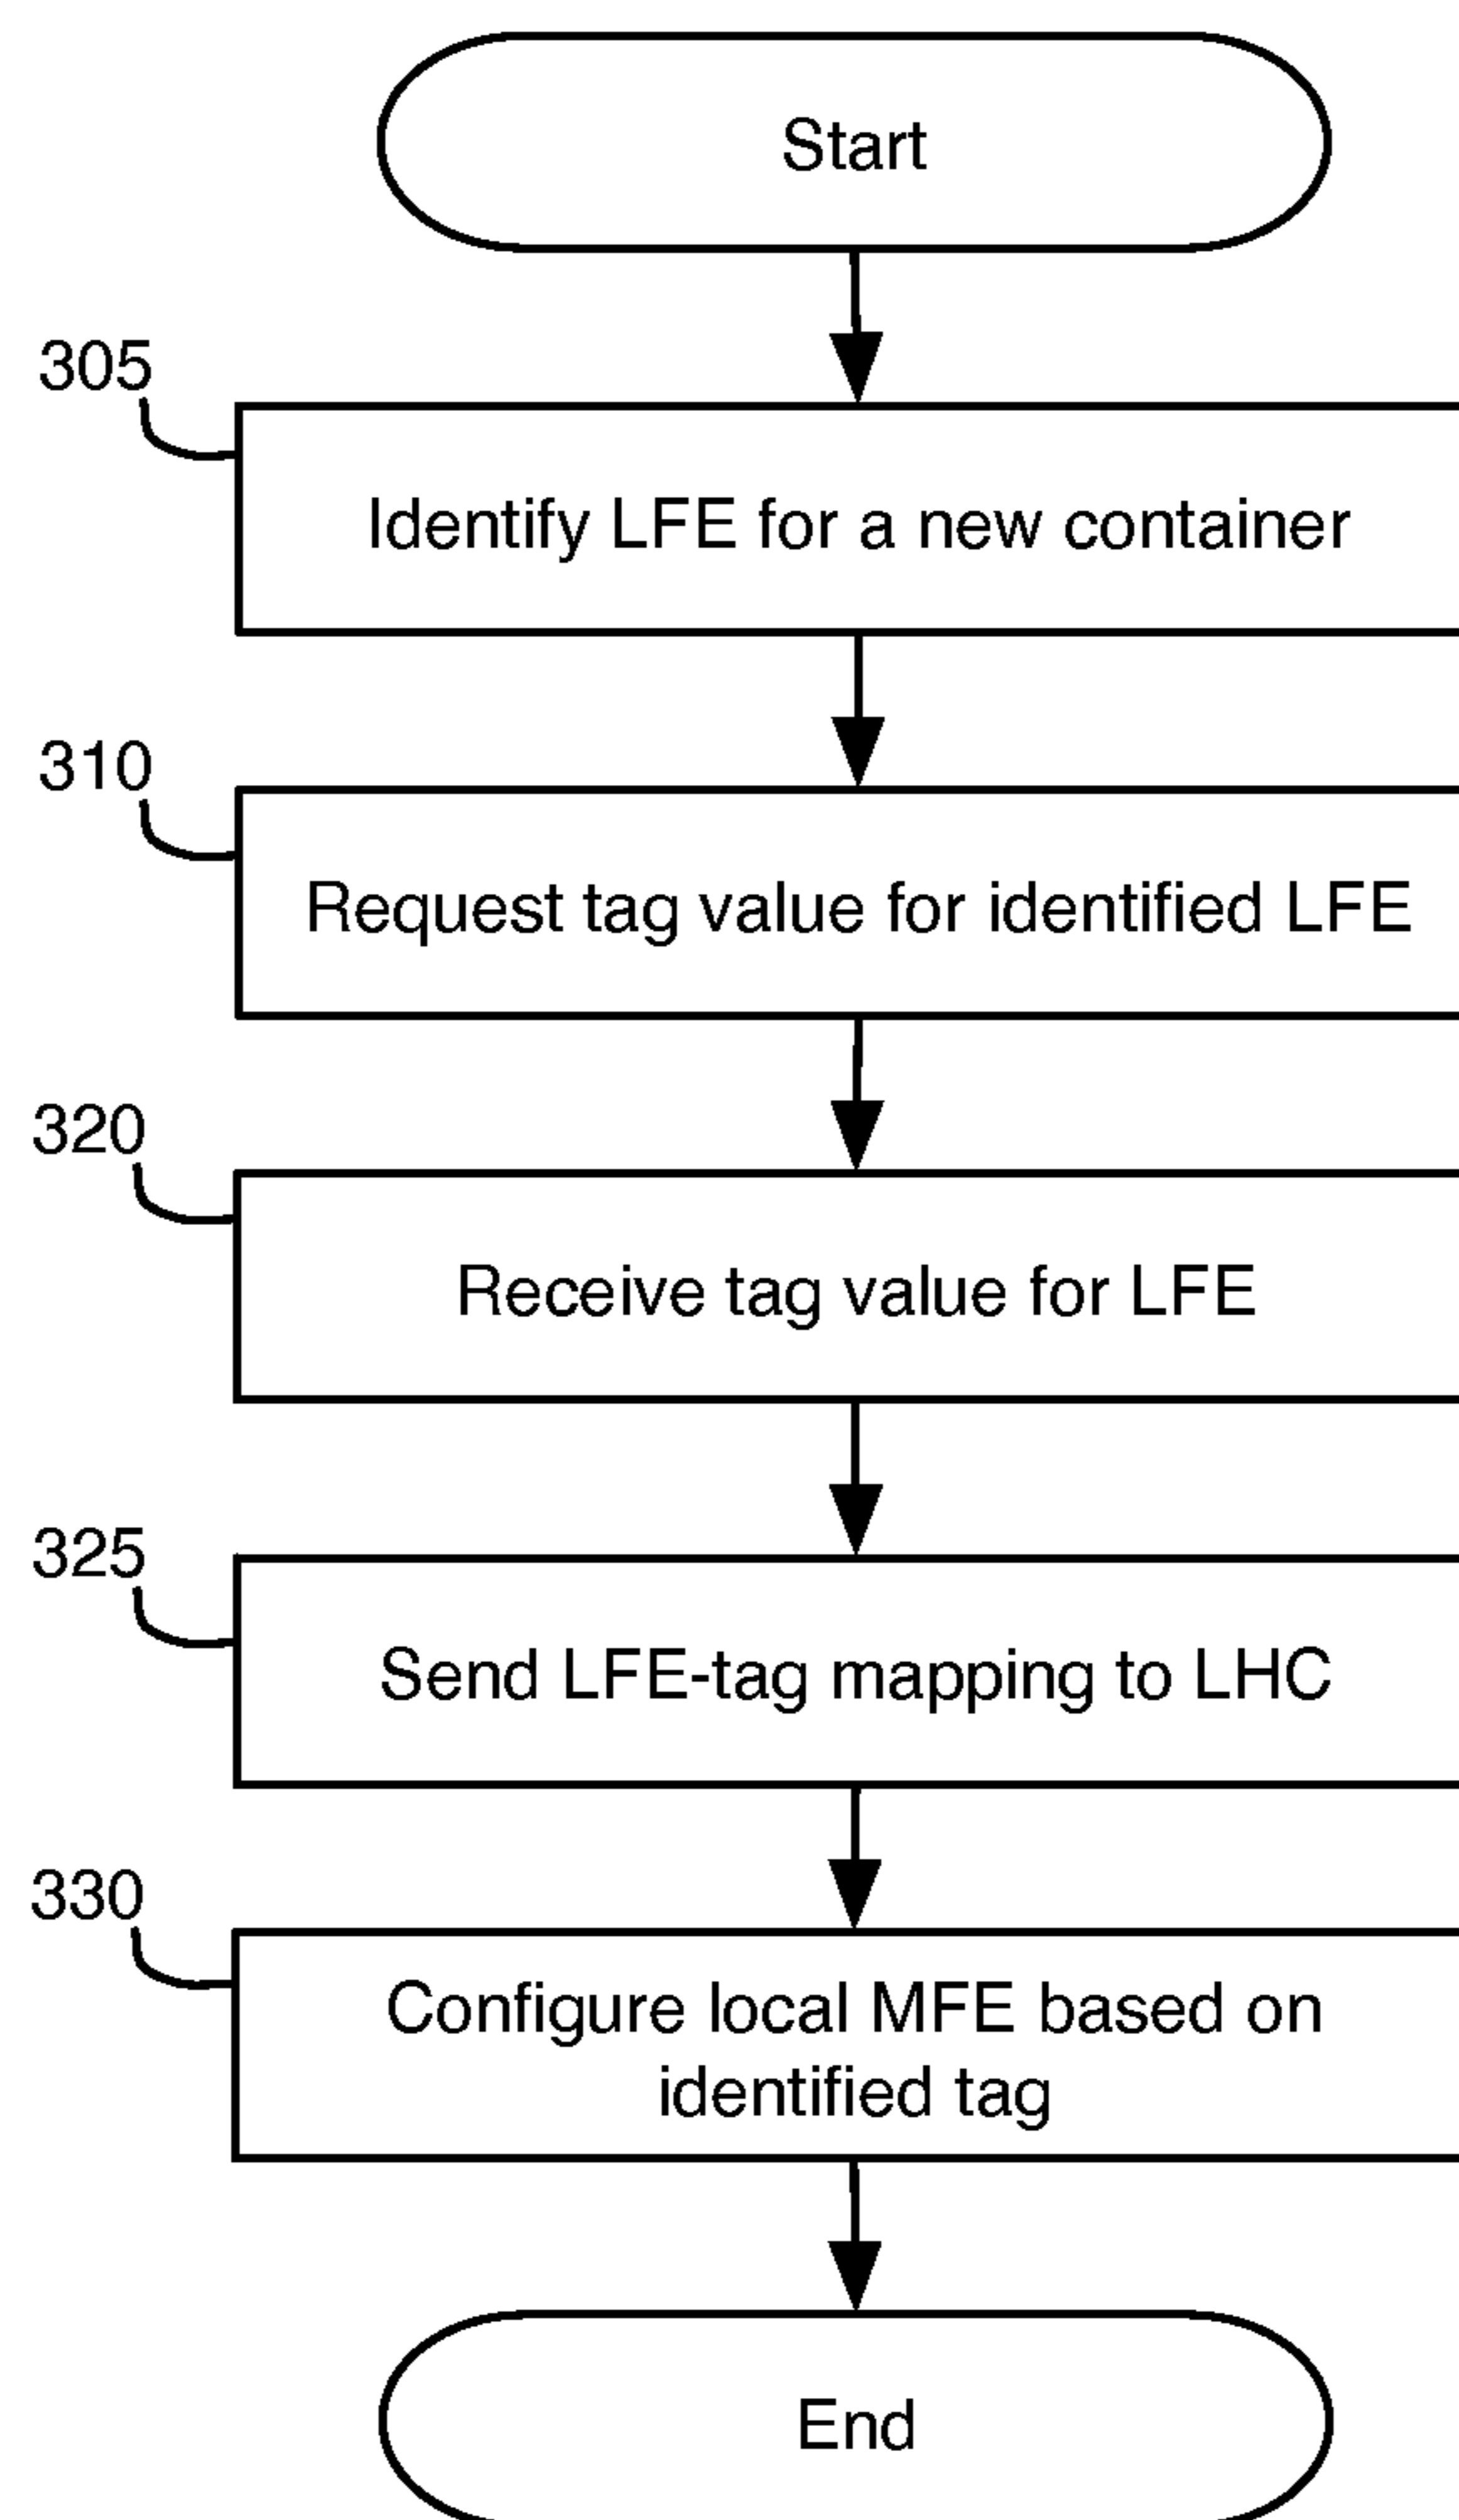 Start
305
Identify LFE for a new container
310
Request tag value for identified LFE
320
Receive tag value for LFE
325
Send LFE-tag mapping to LHC
330
Configure local MFE based on
identified tag
End